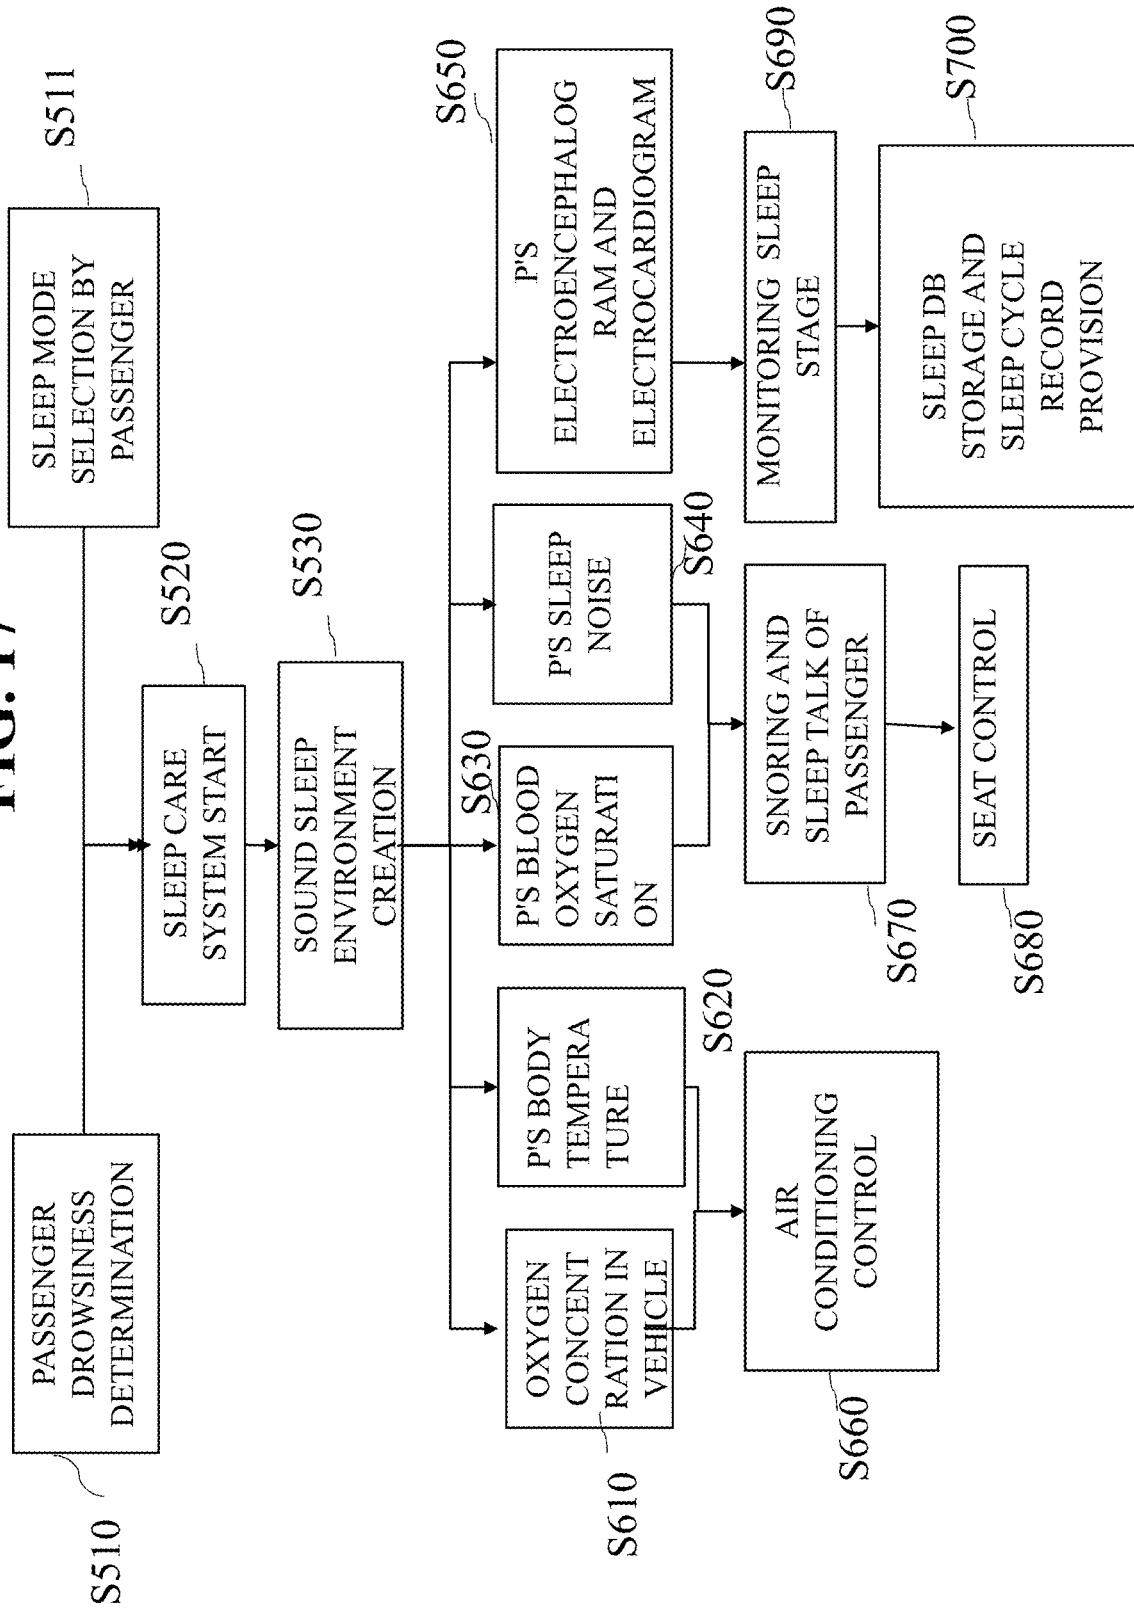 FIG. 17
S510
PASSENGER
DROWSINESS
DETERMINATION
SLEEP MODE
SELECTION BY
PASSENGER
S511
SLEEP CARE
SYSTEM START
S520
SOUND SLEEP
ENVIRONMENT
CREATION
S530
S610
OXYGEN
CONCENT
RATION IN
VEHICLE
P'S BODY
TEMPERA
TURE
S620
P'S BLOOD
OXYGEN
SATURATI
ON
S630
P'S SLEEP
NOISE
S640
P'S
ELECTROENCEPHALOG
RAM AND
ELECTROCARDIOGRAM
S650
S660
AIR
CONDITIONING
CONTROL
S670
SNORING AND
SLEEP TALK OF
PASSENGER
MONITORING SLEEP
STAGE
S690
S680
SEAT CONTROL
SLEEP DB
STORAGE AND
SLEEP CYCLE
RECORD
PROVISION
S700